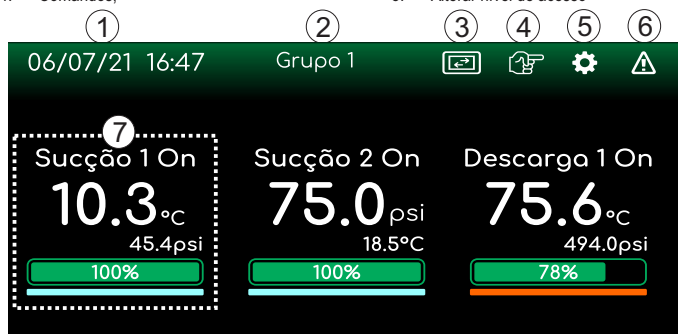 Comandos;
Alterar nível de acesso
1 2 3 4 5 6
06/07/21 16:47 Grupo 1
7
Sucção 1 On Sucção 2 On Descarga 1 On
10.3°C 75.0psi 75.6°C
45.4psi 18.5°C 494.0psi
100% 100% 78%